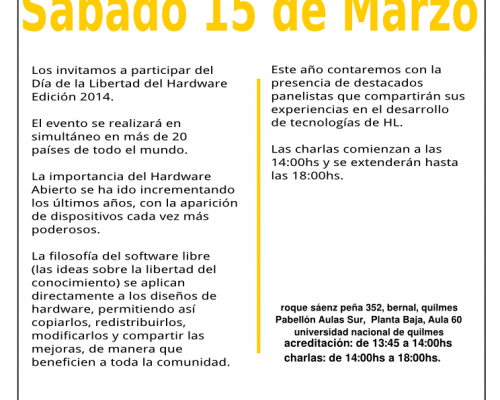 Sábado 15 de Marzo
Los invitamos a participar del
Día de la Libertad del Hardware
Edición 2014.
El evento se realizará en
simultáneo en más de 20
países de todo el mundo.
La importancia del Hardware
Abierto se ha ido incrementando
los últimos años, con la aparición
de dispositivos cada vez más
poderosos.
La filosofía del software libre
(las ideas sobre la libertad del
conocimiento) se aplican
directamente a los diseños de
hardware, permitiendo así
copiarlos, redistribuirlos,
modificarlos y compartir las
mejoras, de manera que
beneficien a toda la comunidad.
Este año contaremos con la
presencia de destacados
panelistas que compartirán sus
experiencias en el desarrollo
de tecnologías de HL.
Las charlas comienzan a las
14:00hs y se extenderán hasta
las 18:00hs.
roque sáenz peña 352, bernal, quilmes
Pabellón Aulas Sur, Planta Baja, Aula 60
universidad nacional de quilmes
acreditación: de 13:45 a 14:00hs
charlas: de 14:00hs a 18:00hs.